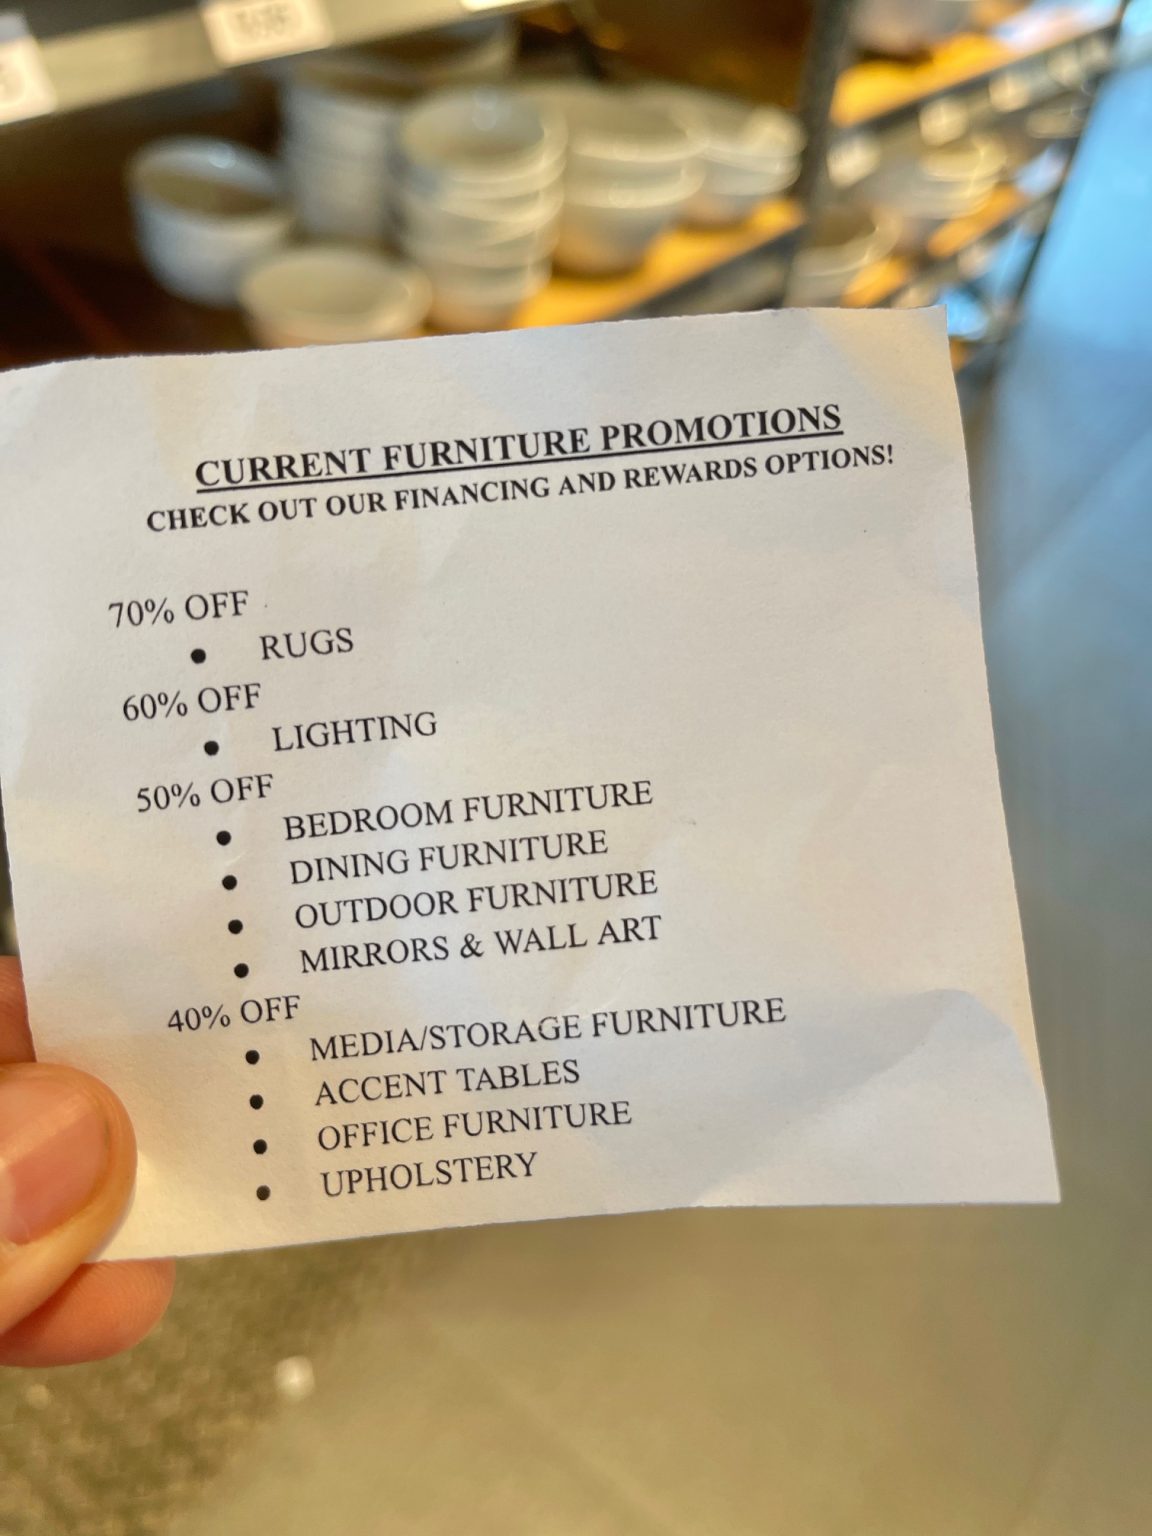 CURRENT FURNITURE PROMOTIONS
CHECK OUT OUR FINANCING AND REWARDS OPTIONS!
70% OFF
• RUGS
60% OFF
• LIGHTING
50% OFF
• BEDROOM FURNITURE
• DINING FURNITURE
• OUTDOOR FURNITURE
• MIRRORS & WALL ART
40% OFF
• MEDIA/STORAGE FURNITURE
• ACCENT TABLES
• OFFICE FURNITURE
• UPHOLSTERY